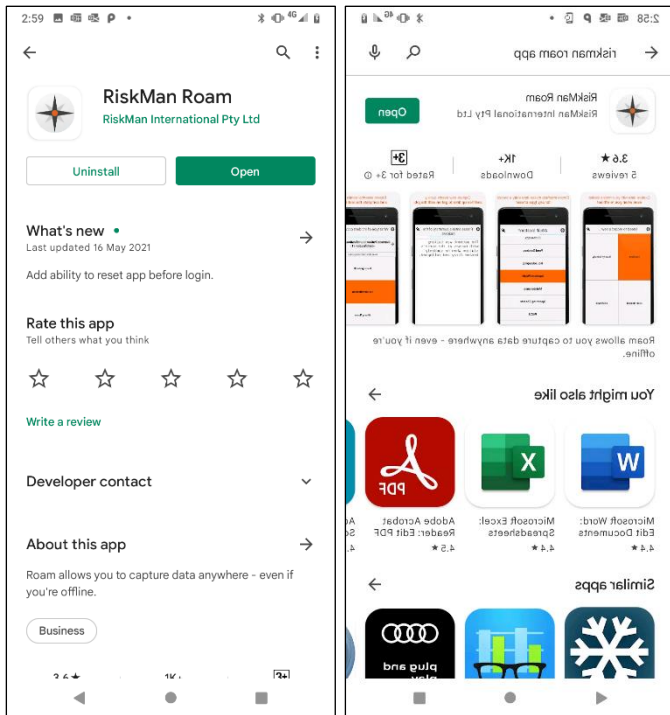 2:59
4G
RiskMan Roam
RiskMan International Pty Ltd
Uninstall
Open
What's new
Last updated 16 May 2021
Add ability to reset app before login.
Rate this app
Tell others what you think
Write a review
Developer contact
About this app
Roam allows you to capture data anywhere - even if
you're offline.
Business
3.6★
1K+
3+
2:58
4G
riskman roam app
RiskMan Roam
RiskMan International Pty Ltd
Open
3.6 ★
5 reviews
1K+
Downloads
3+
Rated for 3+
Roam allows you to capture data anywhere - even if you're
offline.
You might also like
W
X
PDF
Microsoft Word:
Edit Documents
4.4 ★
Microsoft Excel:
Spreadsheets
4.4 ★
Adobe Acrobat
Reader: Edit PDF
4.5 ★
Similar apps
plug and
play